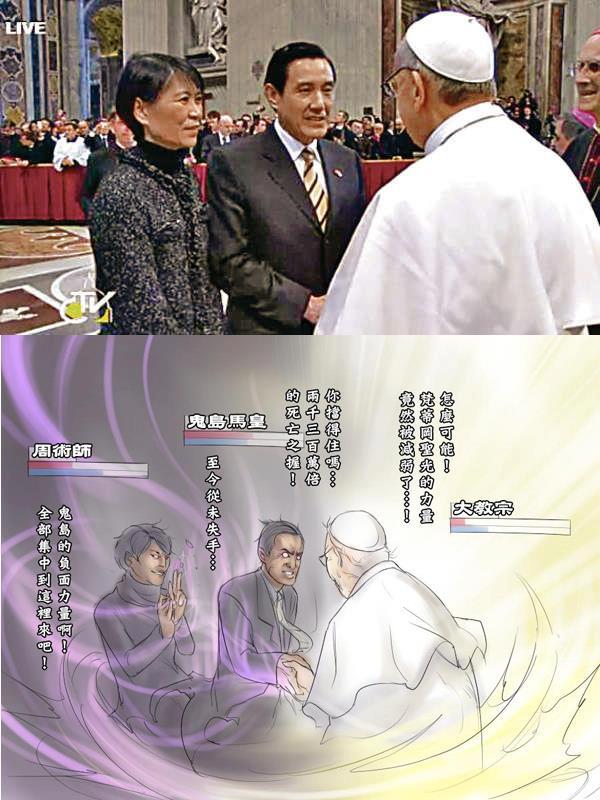 LIVE
CTV
大教宗
怎麼可能！
梵蒂岡聖光的力量
竟然被減弱了…！
鬼島馬皇
你擋得住嗎…
兩千三百萬倍
的死亡之握！
至今從未失手…
周術師
鬼島的負面力量啊！
全部集中到這裡來吧！